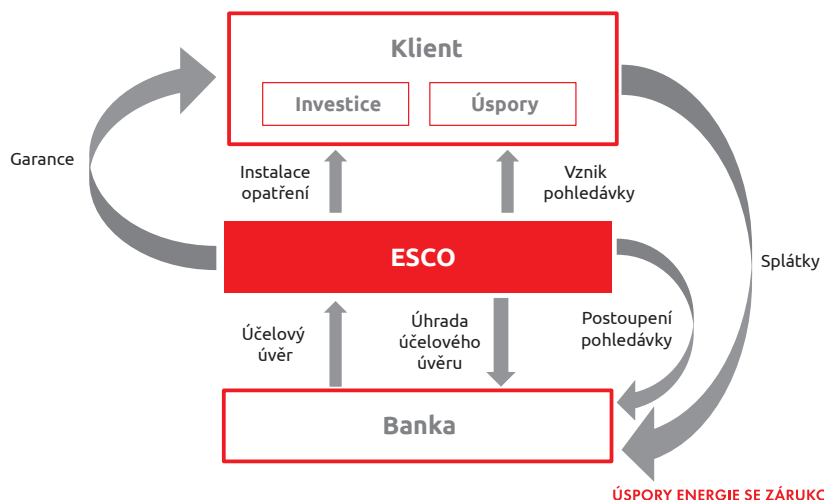 Klient
Investice
Úspory
Garance
Instalace
opatření
Vznik
pohledávky
ESCO
Splátky
Účelový
úvěr
Úhrada
účelového
úvěru
Postoupení
pohledávky
Banka
ÚSPORY ENERGIE SE ZÁRUKO